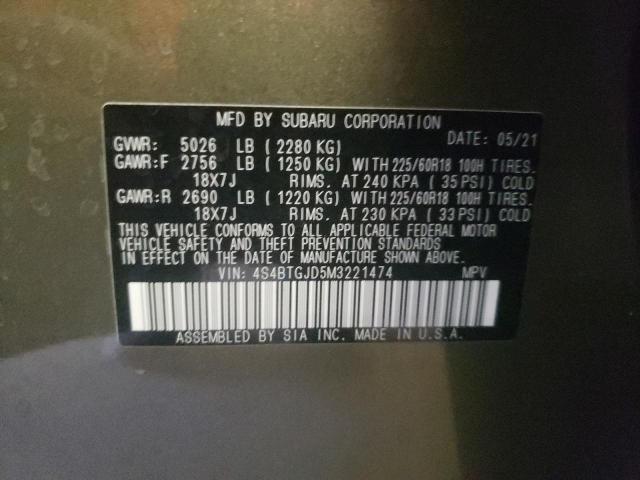 MFD BY SUBARU CORPORATION
DATE: 05/21
GVWR: 5026 LB ( 2280 KG)
GAWR:F 2756 LB ( 1250 KG) WITH 225/60R18 100H TIRES.
18X7J RIMS. AT 240 KPA ( 35 PSI) COLD
GAWR:R 2690 LB ( 1220 KG) WITH 225/60R18 100H TIRES.
18X7J RIMS. AT 230 KPA ( 33 PSI) COLD
THIS VEHICLE CONFORMS TO ALL APPLICABLE FEDERAL MOTOR
VEHICLE SAFETY AND THEFT PREVENTION STANDARDS
IN EFFECT ON THE DATE OF MANUFACTURE SHOWN ABOVE.
VIN: 4S4BTGJD5M3221474 MPV
ASSEMBLED BY SIA INC. MADE IN U.S.A.